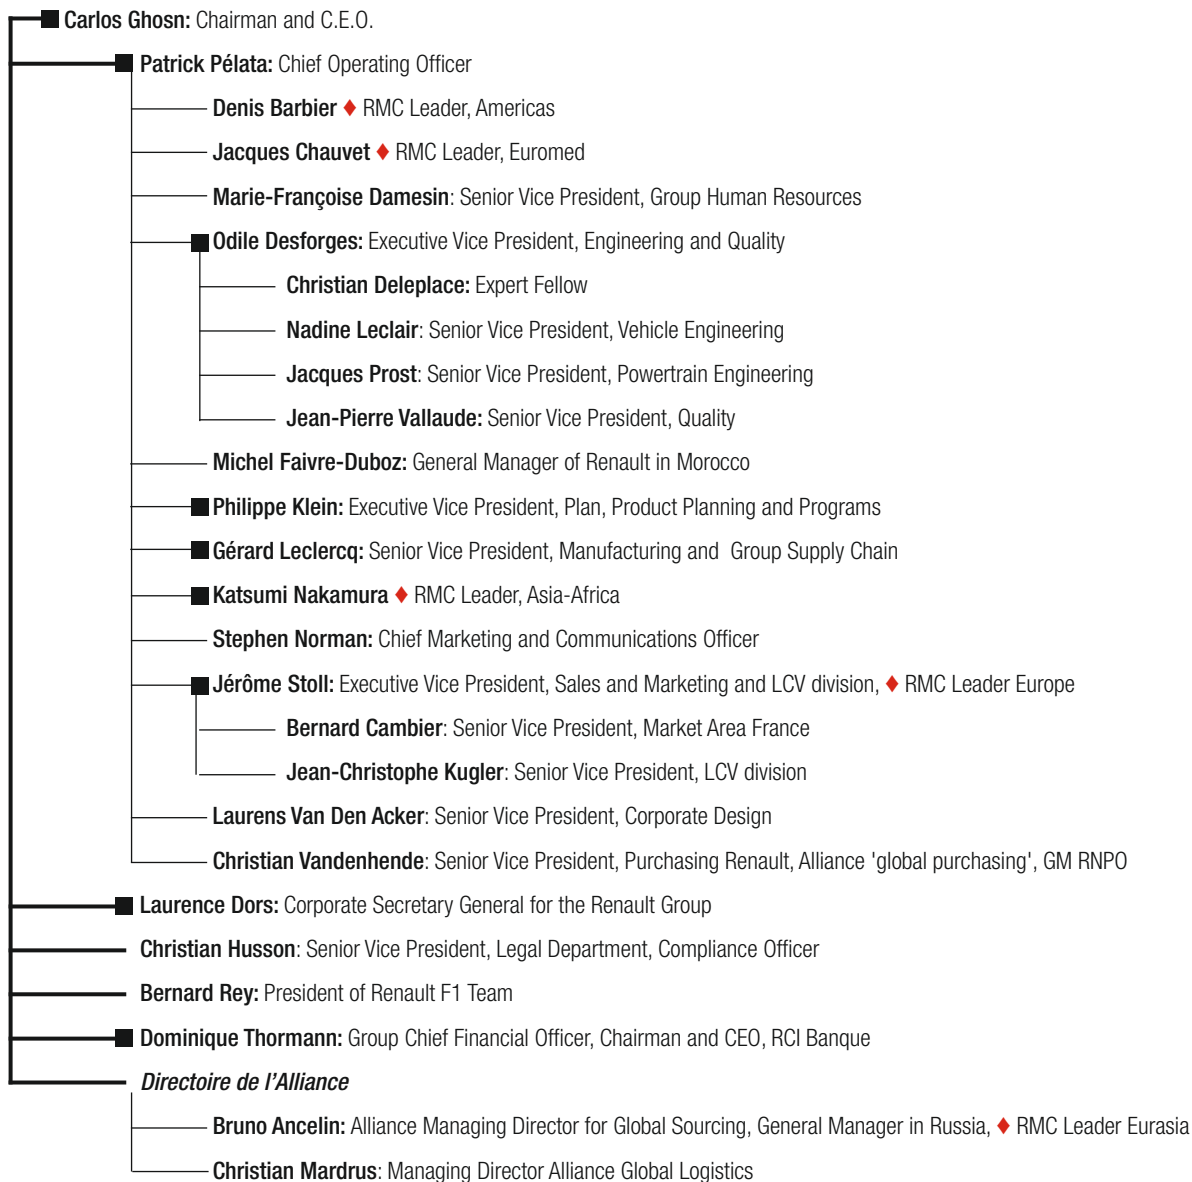 Carlos Ghosn: Chairman and C.E.O.
Patrick Pélata: Chief Operating Officer
Denis Barbier ♦ RMC Leader, Americas
Jacques Chauvet ♦ RMC Leader, Euromed
Marie-Françoise Damesin: Senior Vice President, Group Human Resources
Odile Desforges: Executive Vice President, Engineering and Quality
Christian Deleplace: Expert Fellow
Nadine Leclair: Senior Vice President, Vehicle Engineering
Jacques Prost: Senior Vice President, Powertrain Engineering
Jean-Pierre Vallaude: Senior Vice President, Quality
Michel Faivre-Duboz: General Manager of Renault in Morocco
Philippe Klein: Executive Vice President, Plan, Product Planning and Programs
Gérard Leclercq: Senior Vice President, Manufacturing and Group Supply Chain
Katsumi Nakamura ♦ RMC Leader, Asia-Africa
Stephen Norman: Chief Marketing and Communications Officer
Jérôme Stoll: Executive Vice President, Sales and Marketing and LCV division, ♦ RMC Leader Europe
Bernard Cambier: Senior Vice President, Market Area France
Jean-Christophe Kugler: Senior Vice President, LCV division
Laurens Van Den Acker: Senior Vice President, Corporate Design
Christian Vandenhende: Senior Vice President, Purchasing Renault, Alliance 'global purchasing', GM RNPO
Laurence Dors: Corporate Secretary General for the Renault Group
Christian Husson: Senior Vice President, Legal Department, Compliance Officer
Bernard Rey: President of Renault F1 Team
Dominique Thormann: Group Chief Financial Officer, Chairman and CEO, RCI Banque
Directoire de l'Alliance
Bruno Ancelin: Alliance Managing Director for Global Sourcing, General Manager in Russia, ♦ RMC Leader Eurasia
Christian Mardrus: Managing Director Alliance Global Logistics